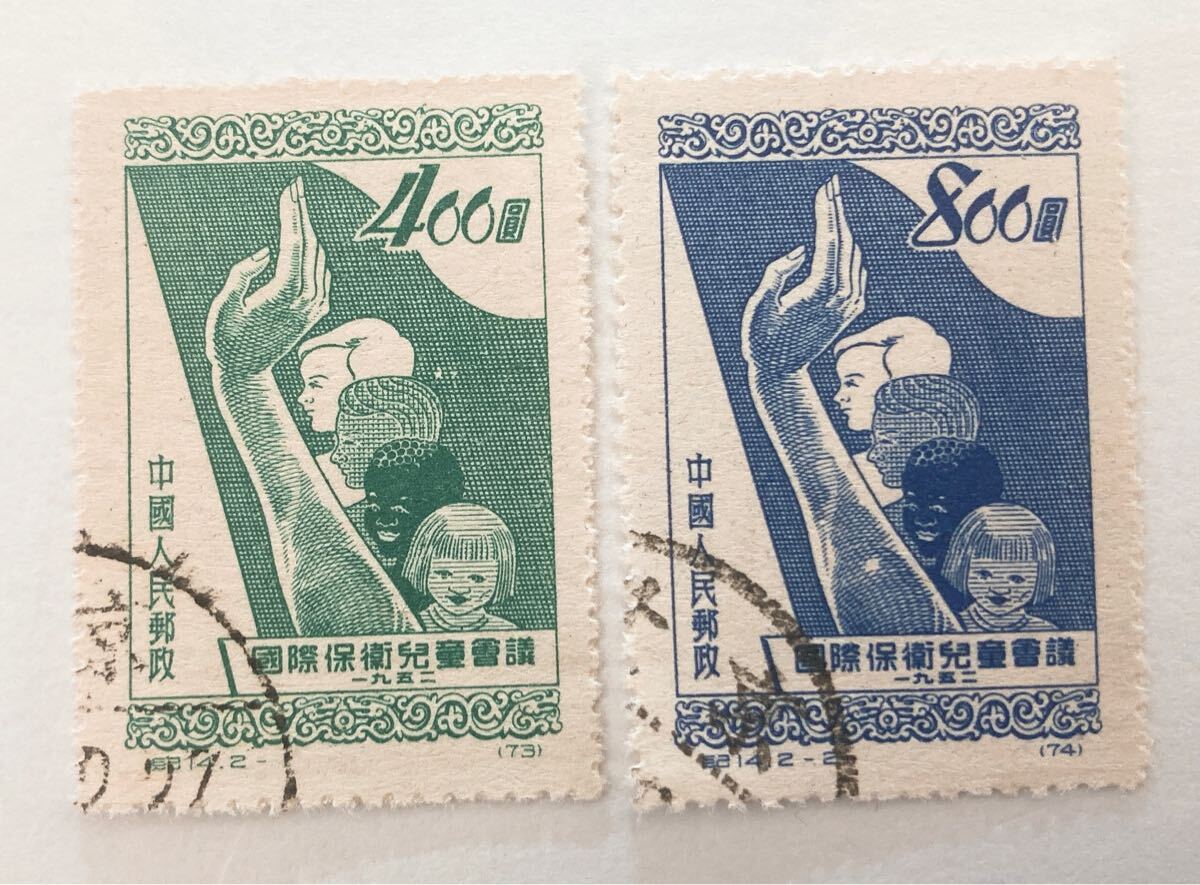 400圓
中國人民郵政
國際保衛兒童會議
一九五二
紀14.2-1
(73)
800圓
中國人民郵政
國際保衛兒童會議
一九五二
紀14.2-2
(74)